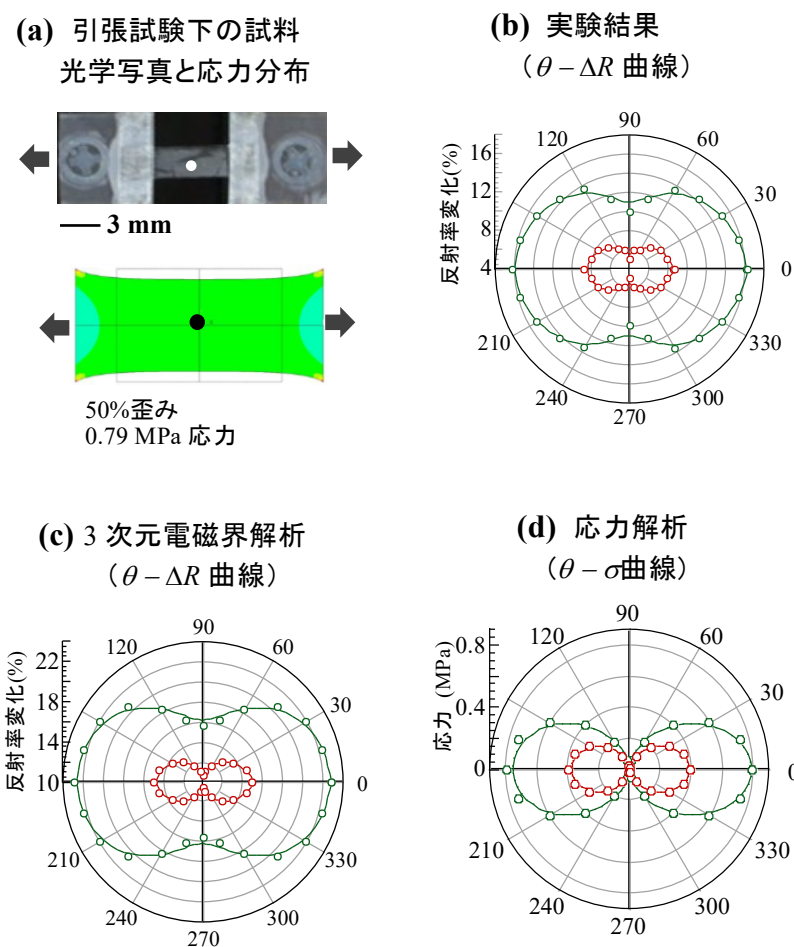 (a) 引張試験下の試料
光学写真と応力分布
3 mm
50%歪み
0.79 MPa 応力
(b) 実験結果
（θ − ΔR 曲線）
反射率変化(%)
16
12
8
4
90
120
60
30
0
210
330
240
300
270
(c) 3 次元電磁界解析
（θ − ΔR 曲線）
反射率変化(%)
22
18
14
10
90
120
60
30
0
210
330
240
300
270
(d) 応力解析
（θ − σ曲線）
応力 (MPa)
0.8
0.4
0
90
120
60
30
0
210
330
240
300
270